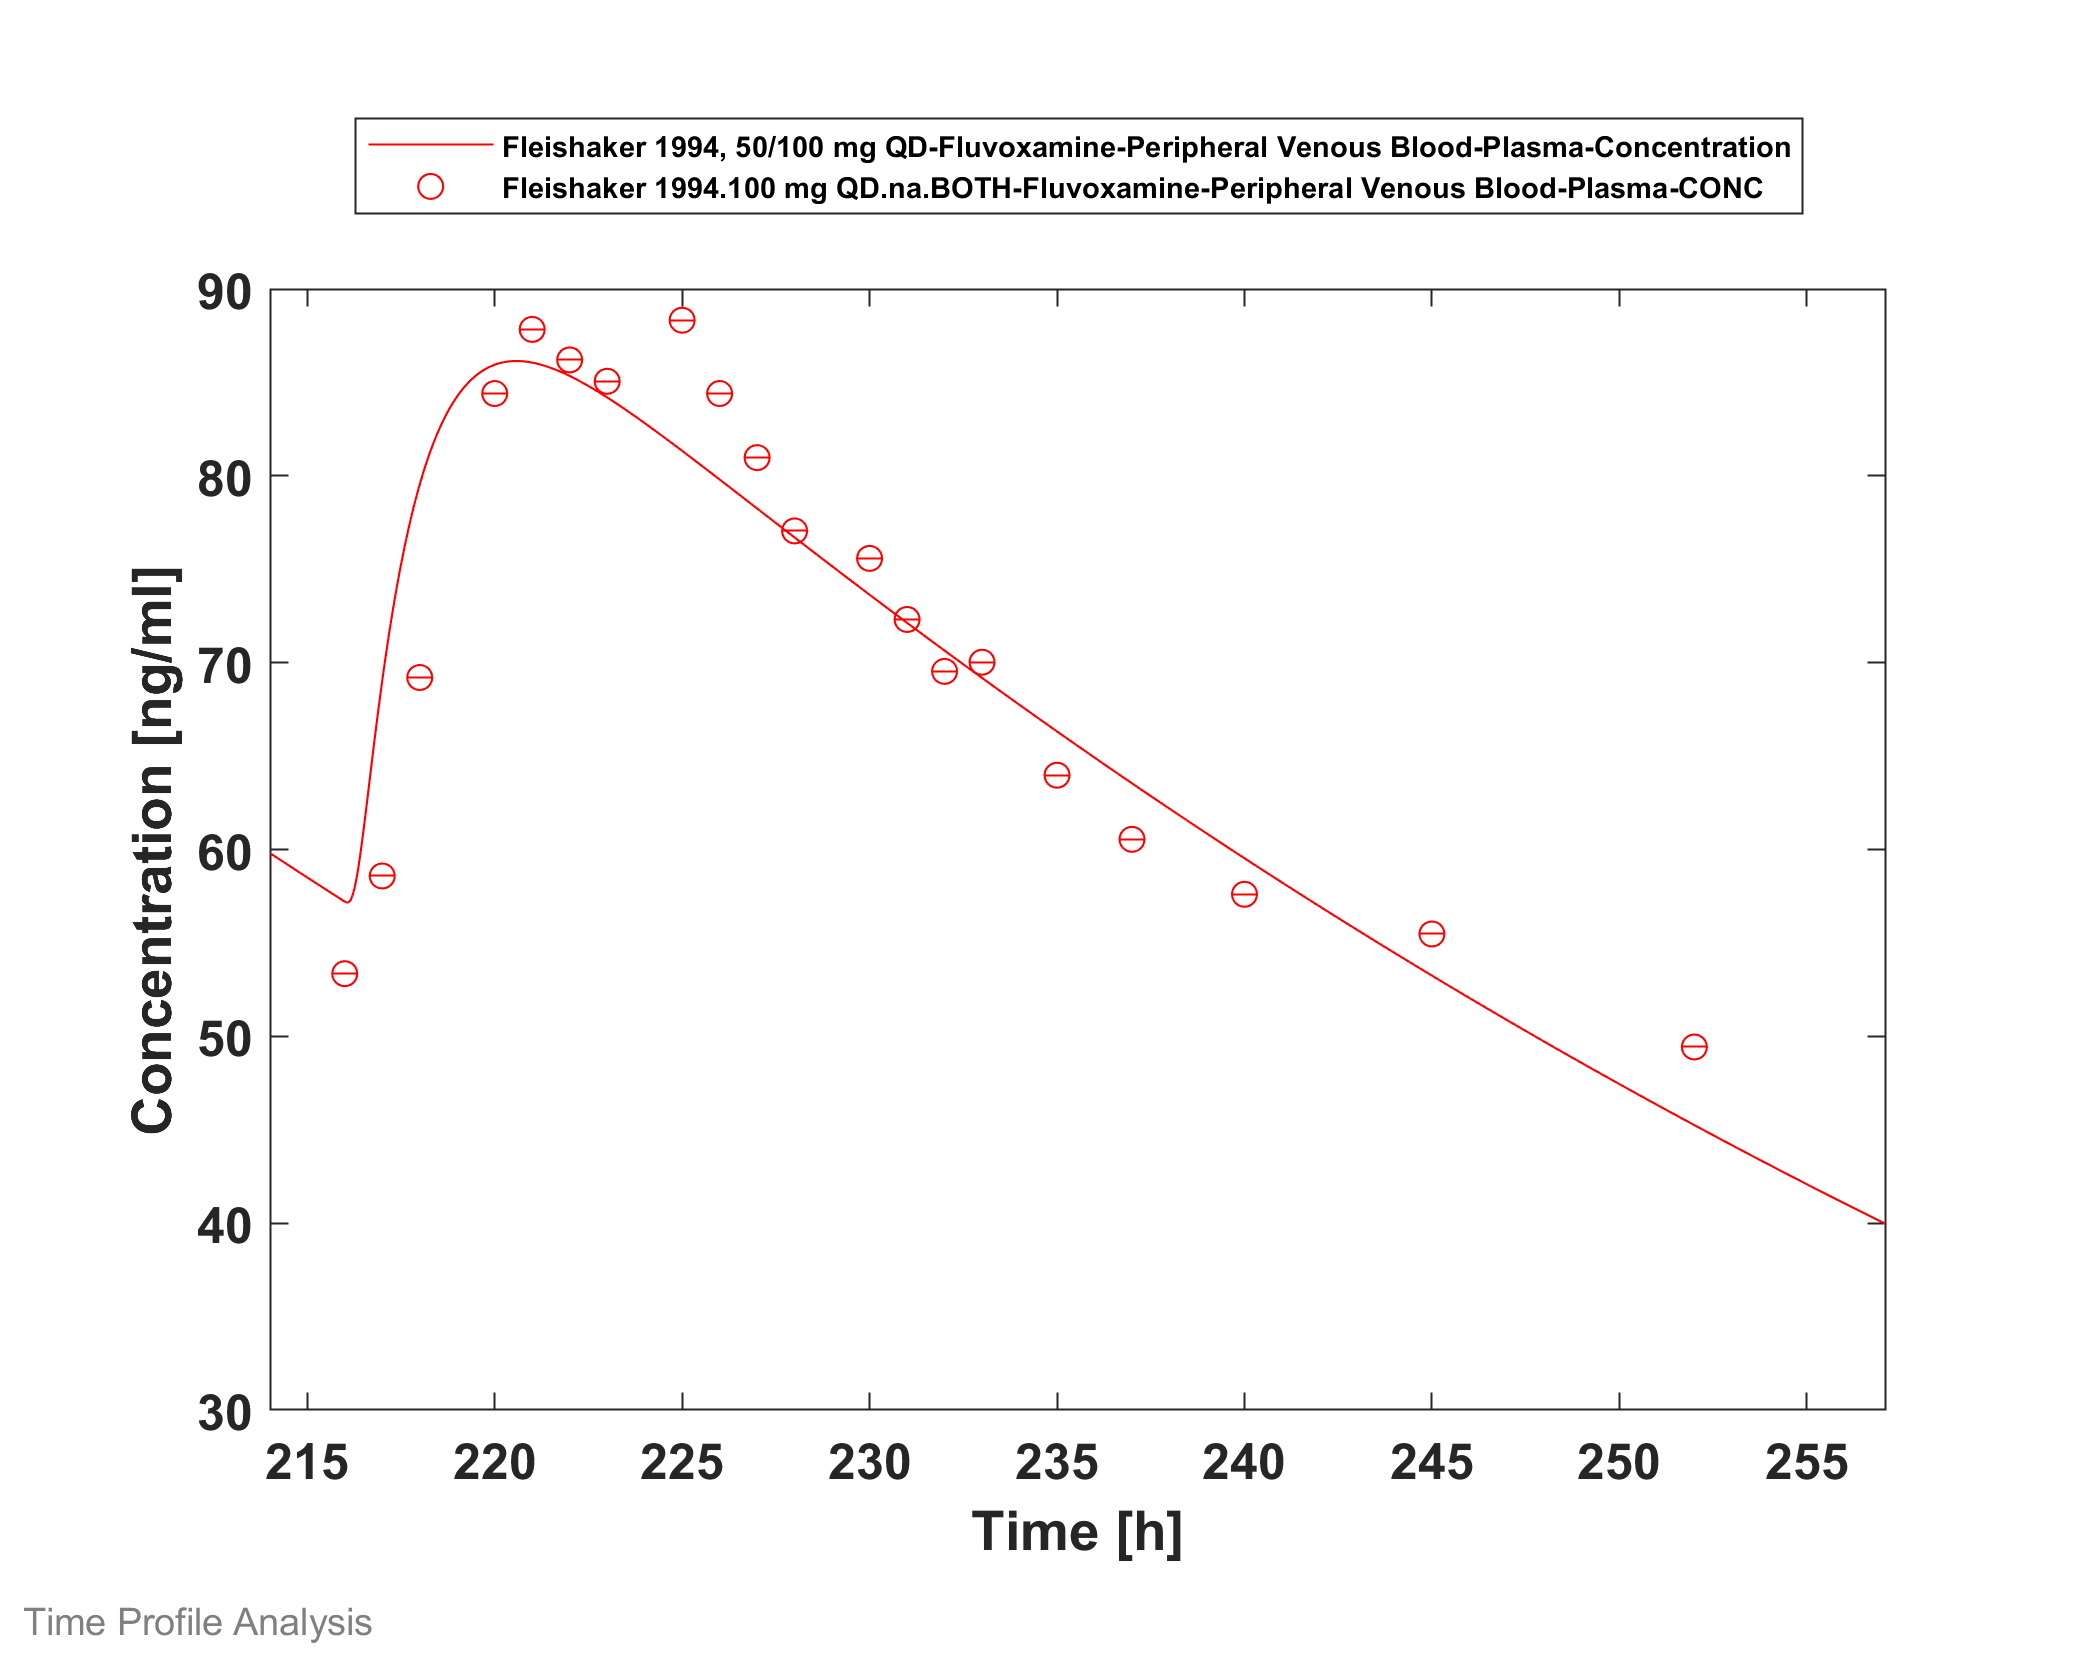 Fleishaker 1994, 50/100 mg QD-Fluvoxamine-Peripheral Venous Blood-Plasma-Concentration
Fleishaker 1994.100 mg QD.na.BOTH-Fluvoxamine-Peripheral Venous Blood-Plasma-CONC
90
80
70
60
50
40
30
Concentration [ng/ml]
215 220 225 230 235 240 245 250 255
Time [h]
Time Profile Analysis